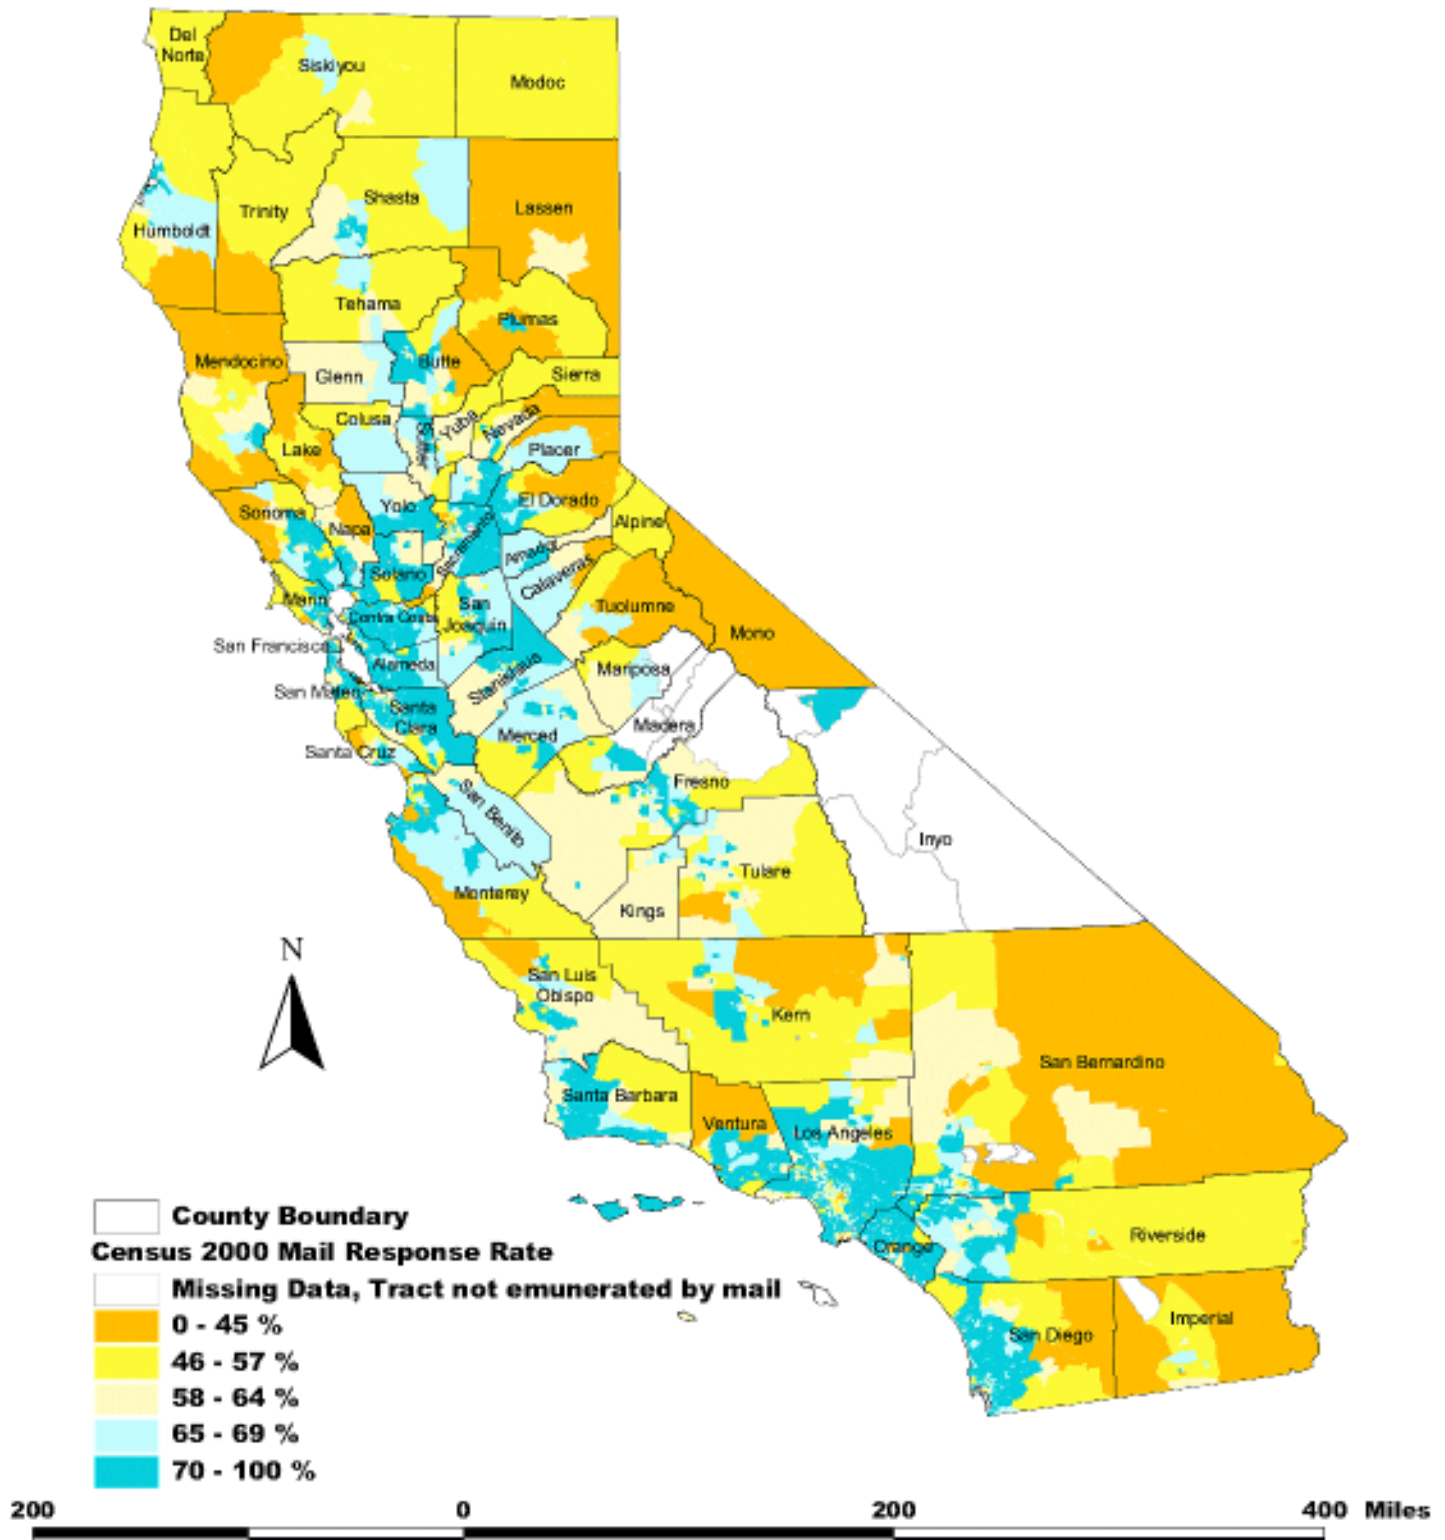 Del
Norte
Siskiyou
Modoc
Shasta
Trinity
Lassen
Humboldt
Tehama
Plumas
Mendocino
Glenn
Butte
Sierra
Colusa
Sutter
Yuba
Nevada
Lake
Placer
Sonoma
Napa
Yolo
El Dorado
Alpine
Sacramento
Amador
Solano
Calaveras
Marin
Contra Costa
San
Joaquin
Tuolumne
Mono
San Francisco
Alameda
Stanislaus
Mariposa
San Mateo
Santa
Clara
Merced
Madera
Santa Cruz
Fresno
San Benito
Inyo
Tulare
Monterey
Kings
N
San Luis
Obispo
Kern
San Bernardino
Santa Barbara
Ventura
Los Angeles
Orange
Riverside
San Diego
Imperial
County Boundary
Census 2000 Mail Response Rate
Missing Data, Tract not emunerated by mail
0 - 45 %
46 - 57 %
58 - 64 %
65 - 69 %
70 - 100 %
200 0 200 400 Miles